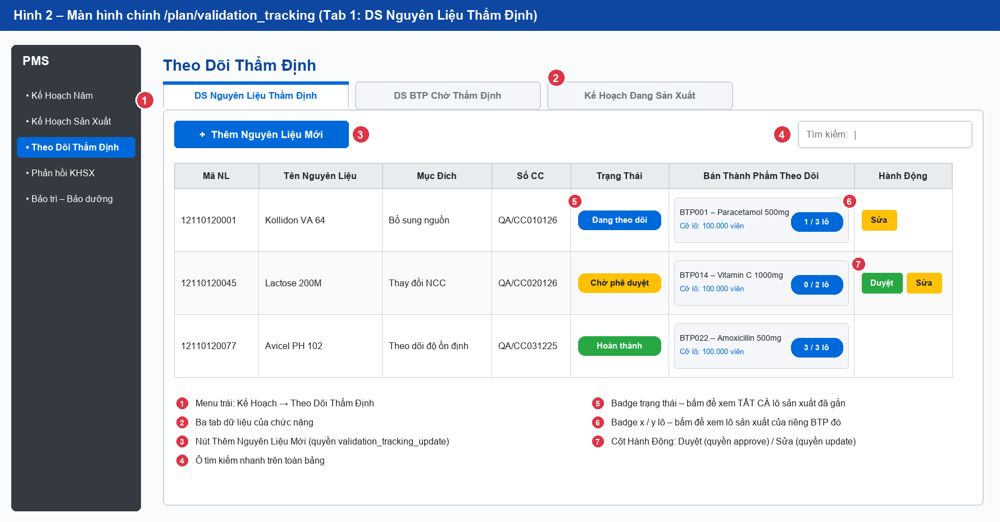 Hình 2 – Màn hình chính /plan/validation_tracking (Tab 1: DS Nguyên Liệu Thẩm Định)
PMS
• Kế Hoạch Năm
• Kế Hoạch Sản Xuất
• Theo Dõi Thẩm Định
• Phản hồi KHSX
• Bảo trì – Bảo dưỡng
1
Theo Dõi Thẩm Định
2
DS Nguyên Liệu Thẩm Định
DS BTP Chờ Thẩm Định
Kế Hoạch Đang Sản Xuất
+ Thêm Nguyên Liệu Mới
3
4
Tìm kiếm: |
Mã NL
Tên Nguyên Liệu
Mục Đích
Số CC
Trạng Thái
Bán Thành Phẩm Theo Dõi
Hành Động
12110120001
Kollidon VA 64
Bổ sung nguồn
QA/CC010126
5
Đang theo dõi
BTP001 – Paracetamol 500mg
Cỡ lô: 100.000 viên
1 / 3 lô
6
Sửa
12110120045
Lactose 200M
Thay đổi NCC
QA/CC020126
Chờ phê duyệt
BTP014 – Vitamin C 1000mg
Cỡ lô: 100.000 viên
0 / 2 lô
7
Duyệt
Sửa
12110120077
Avicel PH 102
Theo dõi độ ổn định
QA/CC031225
Hoàn thành
BTP022 – Amoxicillin 500mg
Cỡ lô: 100.000 viên
3 / 3 lô
1 Menu trái: Kế Hoạch → Theo Dõi Thẩm Định
2 Ba tab dữ liệu của chức năng
3 Nút Thêm Nguyên Liệu Mới (quyền validation_tracking_update)
4 Ô tìm kiếm nhanh trên toàn bảng
5 Badge trạng thái – bấm để xem TẤT CẢ lô sản xuất đã gắn
6 Badge x / y lô – bấm để xem lô sản xuất của riêng BTP đó
7 Cột Hành Động: Duyệt (quyền approve) / Sửa (quyền update)